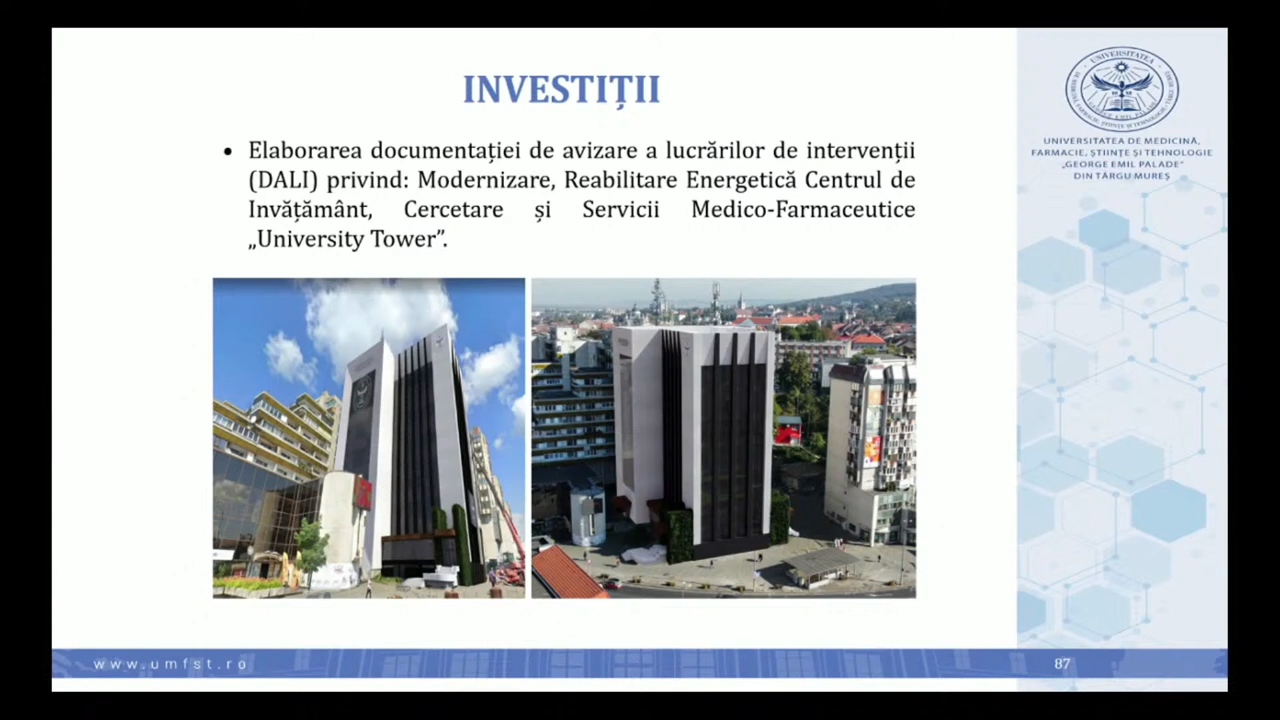 INVESTIȚII
• Elaborarea documentației de avizare a lucrărilor de intervenții
(DALI) privind: Modernizare, Reabilitare Energetică Centrul de
Invățământ, Cercetare și Servicii Medico-Farmaceutice
„University Tower”.
UNIVERSITATEA DE MEDICINĂ,
FARMACIE, ȘTIINȚE ȘI TEHNOLOGIE
„GEORGE EMIL PALADE”
DIN TÂRGU MUREȘ
www.umfst.ro
87